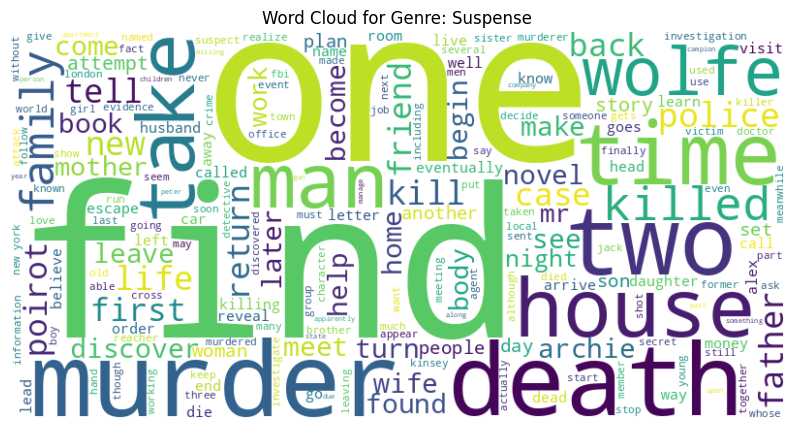 Word Cloud for Genre: Suspense
without
give
apartment
named
suspect
realize
plan
room
live
several
sister
murderer
back
investigation
missing
fact
come
attempt
name
made
men
well
know
campion
used
visit
person
london
never
work
fbi
event
next
wolfe
use
children
tell
one
job
company
police
world
girl
evidence
town
become
friend
begin
say
decide
someone
gets
killer
family
book
take
husband
crime
office
including
make
story
learn
attack
follow
show
new
away
goes
finally
victim
doctor
year
mother
called
man
gun
manage
eventually
time
head
even
meanwhile
known
seem
peter
kill
put
novel
killed
run
soon
detective
discovered
must
letter
another
taken
case
mr
local
set
love
escape
car
later
home
see
sent
jack
call
new york
last
going
return
character
night
two
part
believe
leave
left
may
help
meeting
body
son
daughter
alex
former
ask
old
life
group
agent
although
died
poirot
able
cross
killing
want
along
arrive
house
information
boy
first
reveal
many
much
shot
something
order
reacher
brother
appear
apparently
find
state
secret
money
father
discover
murdered
meet
turn
people
day
archie
still
though
woman
investigate
actually
way
young
together
whose
lead
hand
working
keep
end
wife
kinsey
start
member
upon
three
go
due
leaving
found
dead
stop
die
murder
death